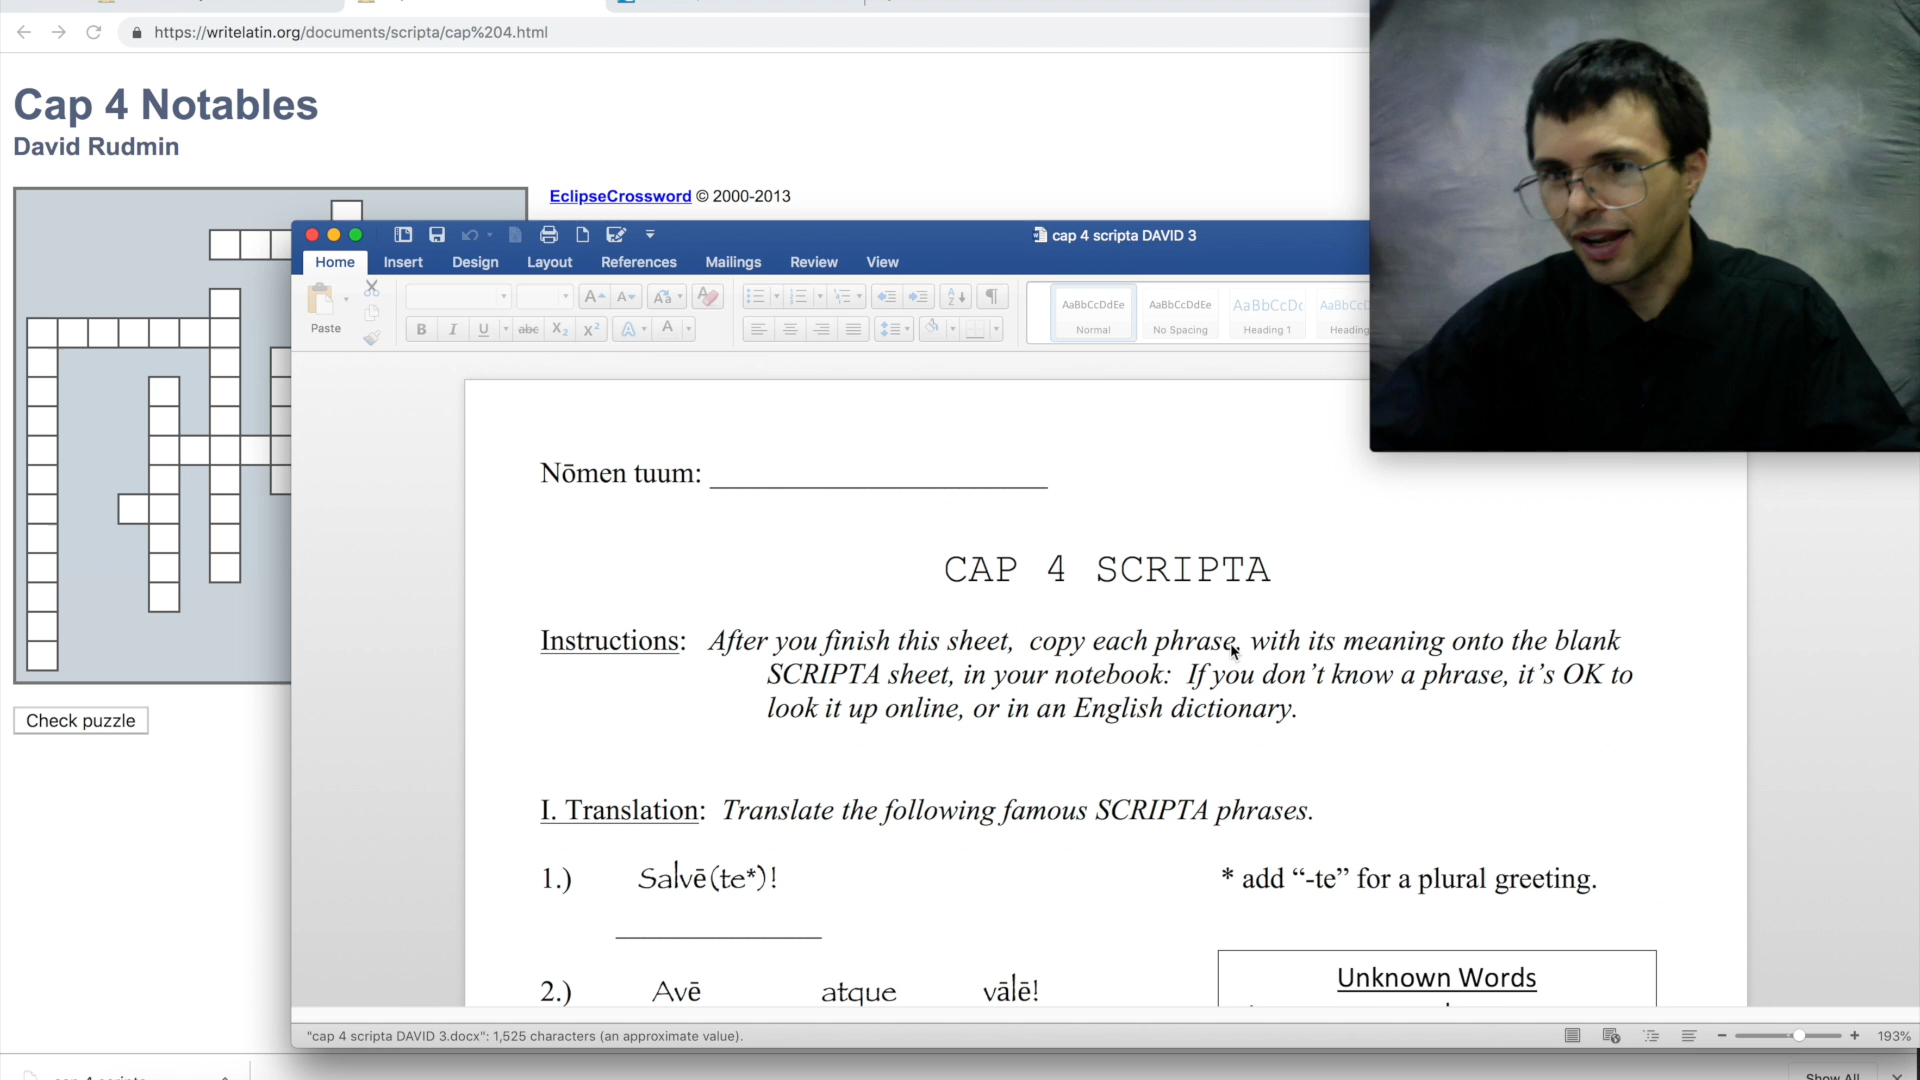 https://writelatin.org/documents/scripta/cap%204.html
Cap 4 Notables
David Rudmin
EclipseCrossword © 2000-2013
cap 4 scripta DAVID 3
Home Insert Design Layout References Mailings Review View
Paste
AaBbCcDdEe AaBbCcDdEe AaBbCcDc AaBbCcD
Normal No Spacing Heading 1 Heading
Nōmen tuum:
CAP 4 SCRIPTA
Instructions: After you finish this sheet, copy each phrase, with its meaning onto the blank
SCRIPTA sheet, in your notebook: If you don't know a phrase, it's OK to
look it up online, or in an English dictionary.
Check puzzle
I. Translation: Translate the following famous SCRIPTA phrases.
1.) Salvē(te*)! * add “-te” for a plural greeting.
2.) Avē atque vālē!
Unknown Words
"cap 4 scripta DAVID 3.docx": 1,525 characters (an approximate value).
193%
Show All